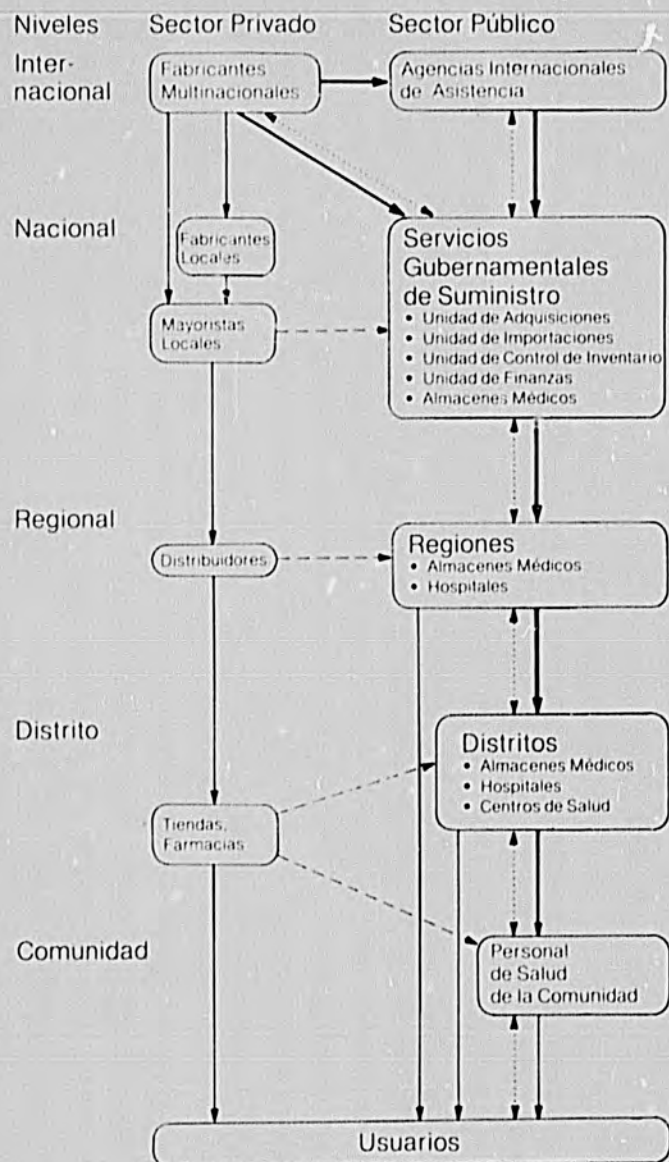 Niveles Sector Privado Sector Público
Inter-
nacional
Fabricantes
Multinacionales
Agencias Internacionales
de Asistencia
Nacional
Fabricantes
Locales
Servicios
Gubernamentales
de Suministro
• Unidad de Adquisiciones
• Unidad de Importaciones
• Unidad de Control de Inventario
• Unidad de Finanzas
• Almacenes Médicos
Mayoristas
Locales
Regional
Distribuidores
Regiones
• Almacenes Médicos
• Hospitales
Distrito
Distritos
• Almacenes Médicos
• Hospitales
• Centros de Salud
Tiendas,
Farmacias
Comunidad
Personal
de Salud
de la Comunidad
Usuarios